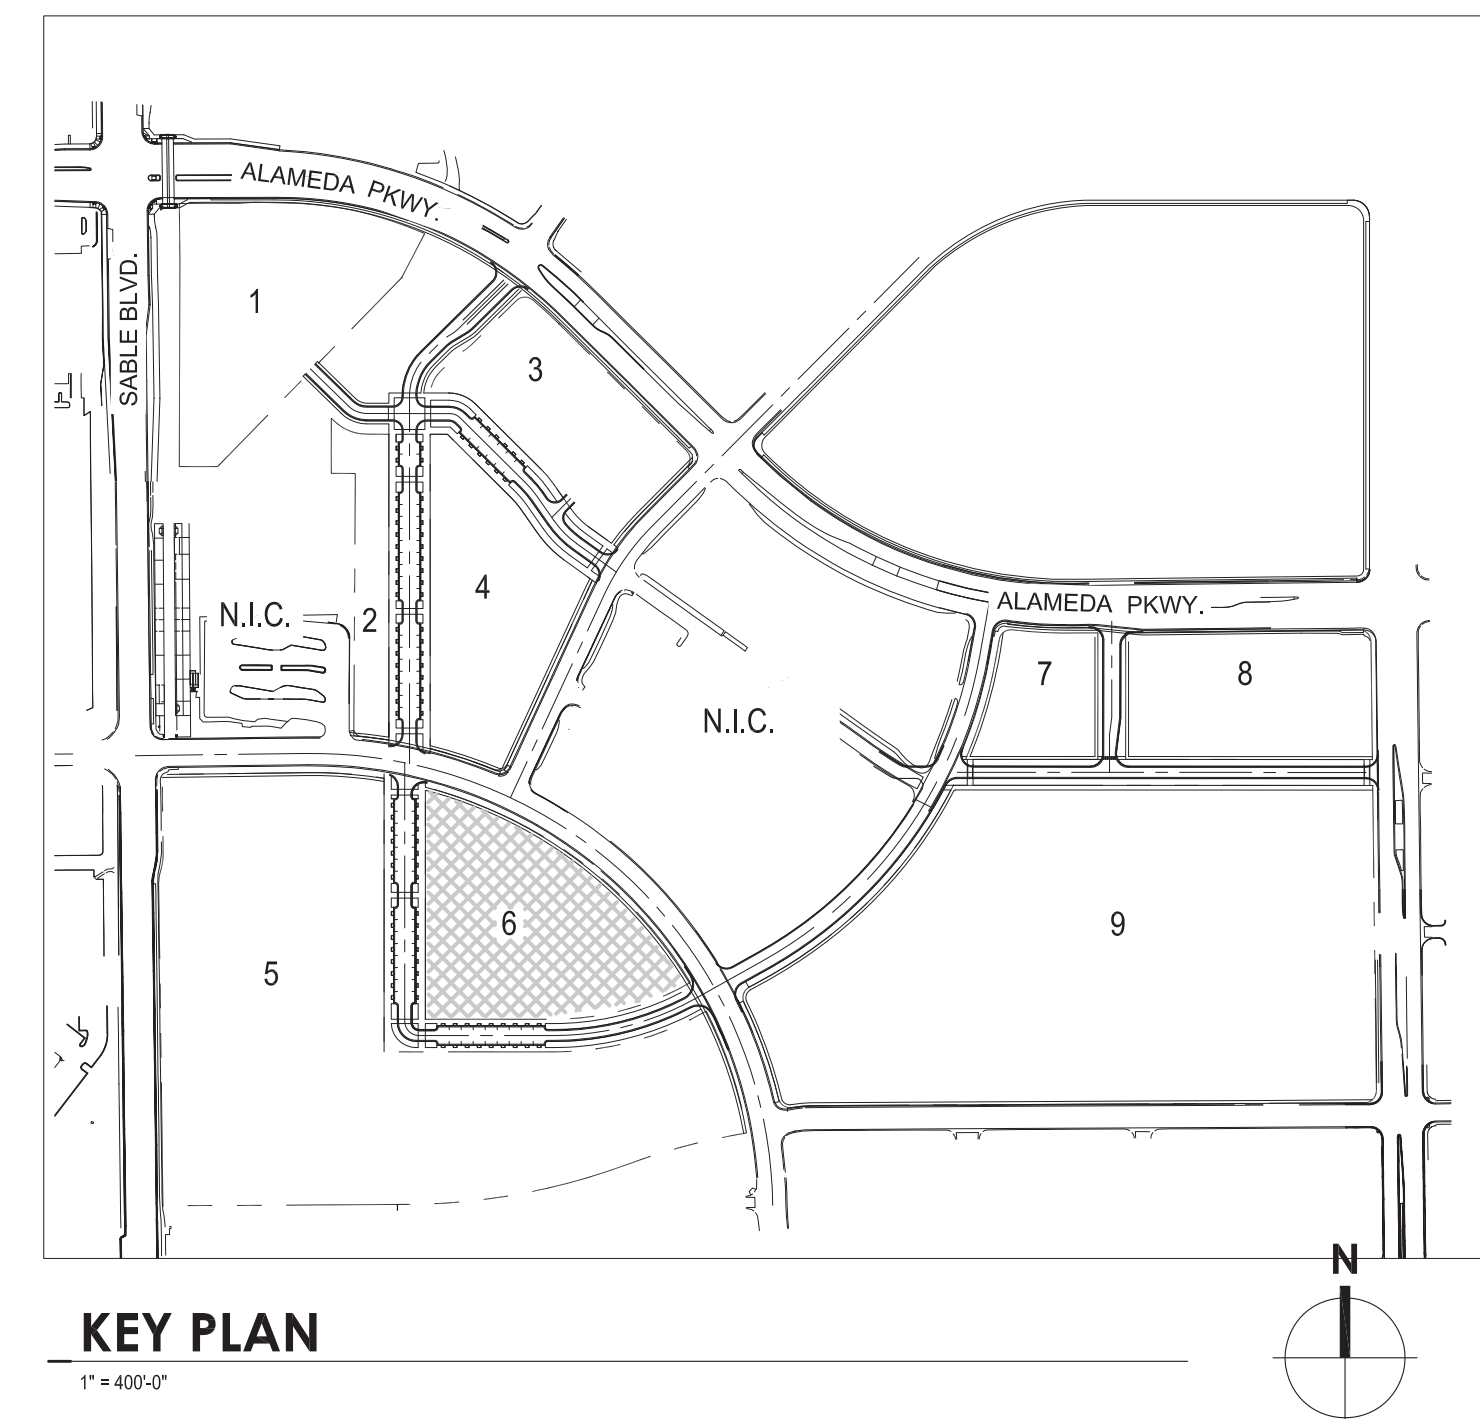 ALAMEDA PKWY.
SABLE BLVD.
1
3
4
N.I.C.
2
ALAMEDA PKWY.
7
8
N.I.C.
6
9
5
N
KEY PLAN
1" = 400'-0"